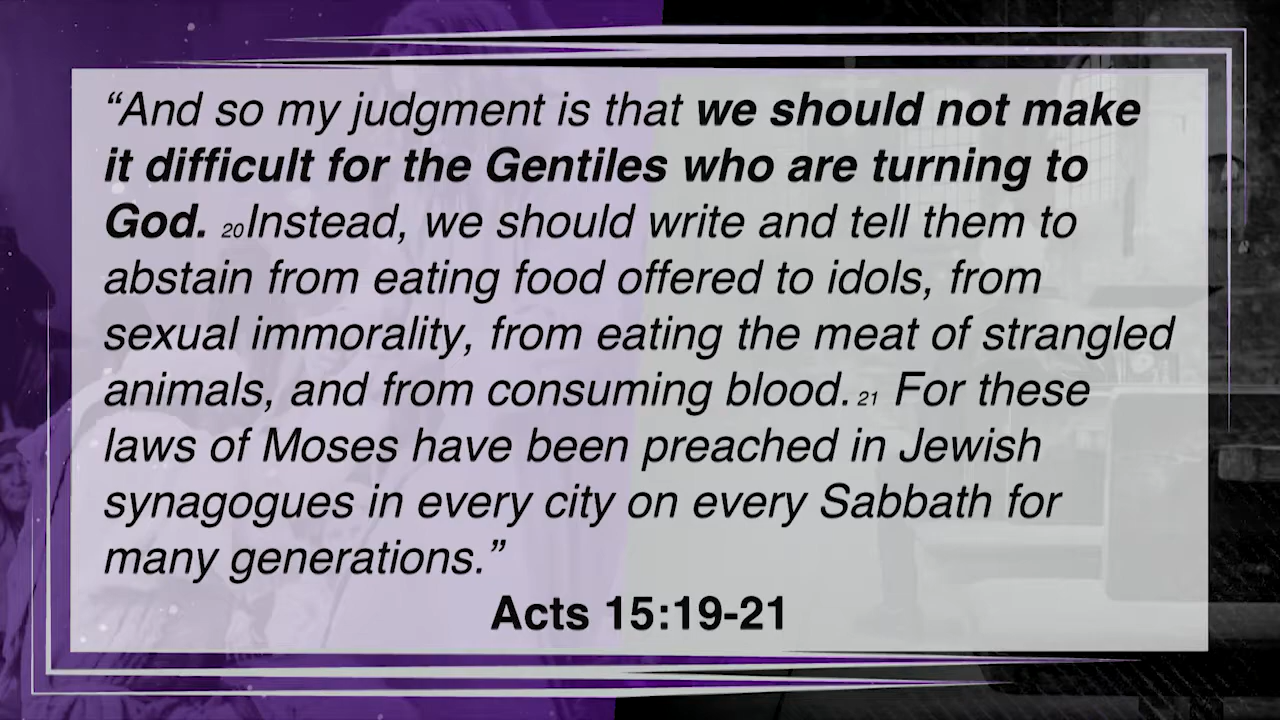 “And so my judgment is that we should not make
it difficult for the Gentiles who are turning to
God. 20Instead, we should write and tell them to
abstain from eating food offered to idols, from
sexual immorality, from eating the meat of strangled
animals, and from consuming blood. 21 For these
laws of Moses have been preached in Jewish
synagogues in every city on every Sabbath for
many generations.”
Acts 15:19-21